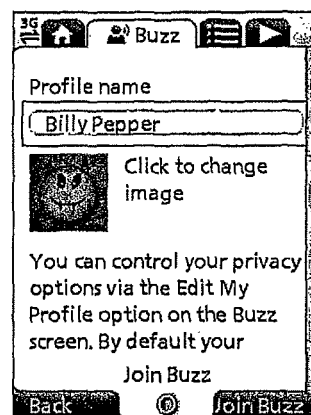 3G
Buzz
Profile name
Billy Pepper
Click to change
image
You can control your privacy
options via the Edit My
Profile option on the Buzz
screen. By default your
Join Buzz
Back Join Buzz